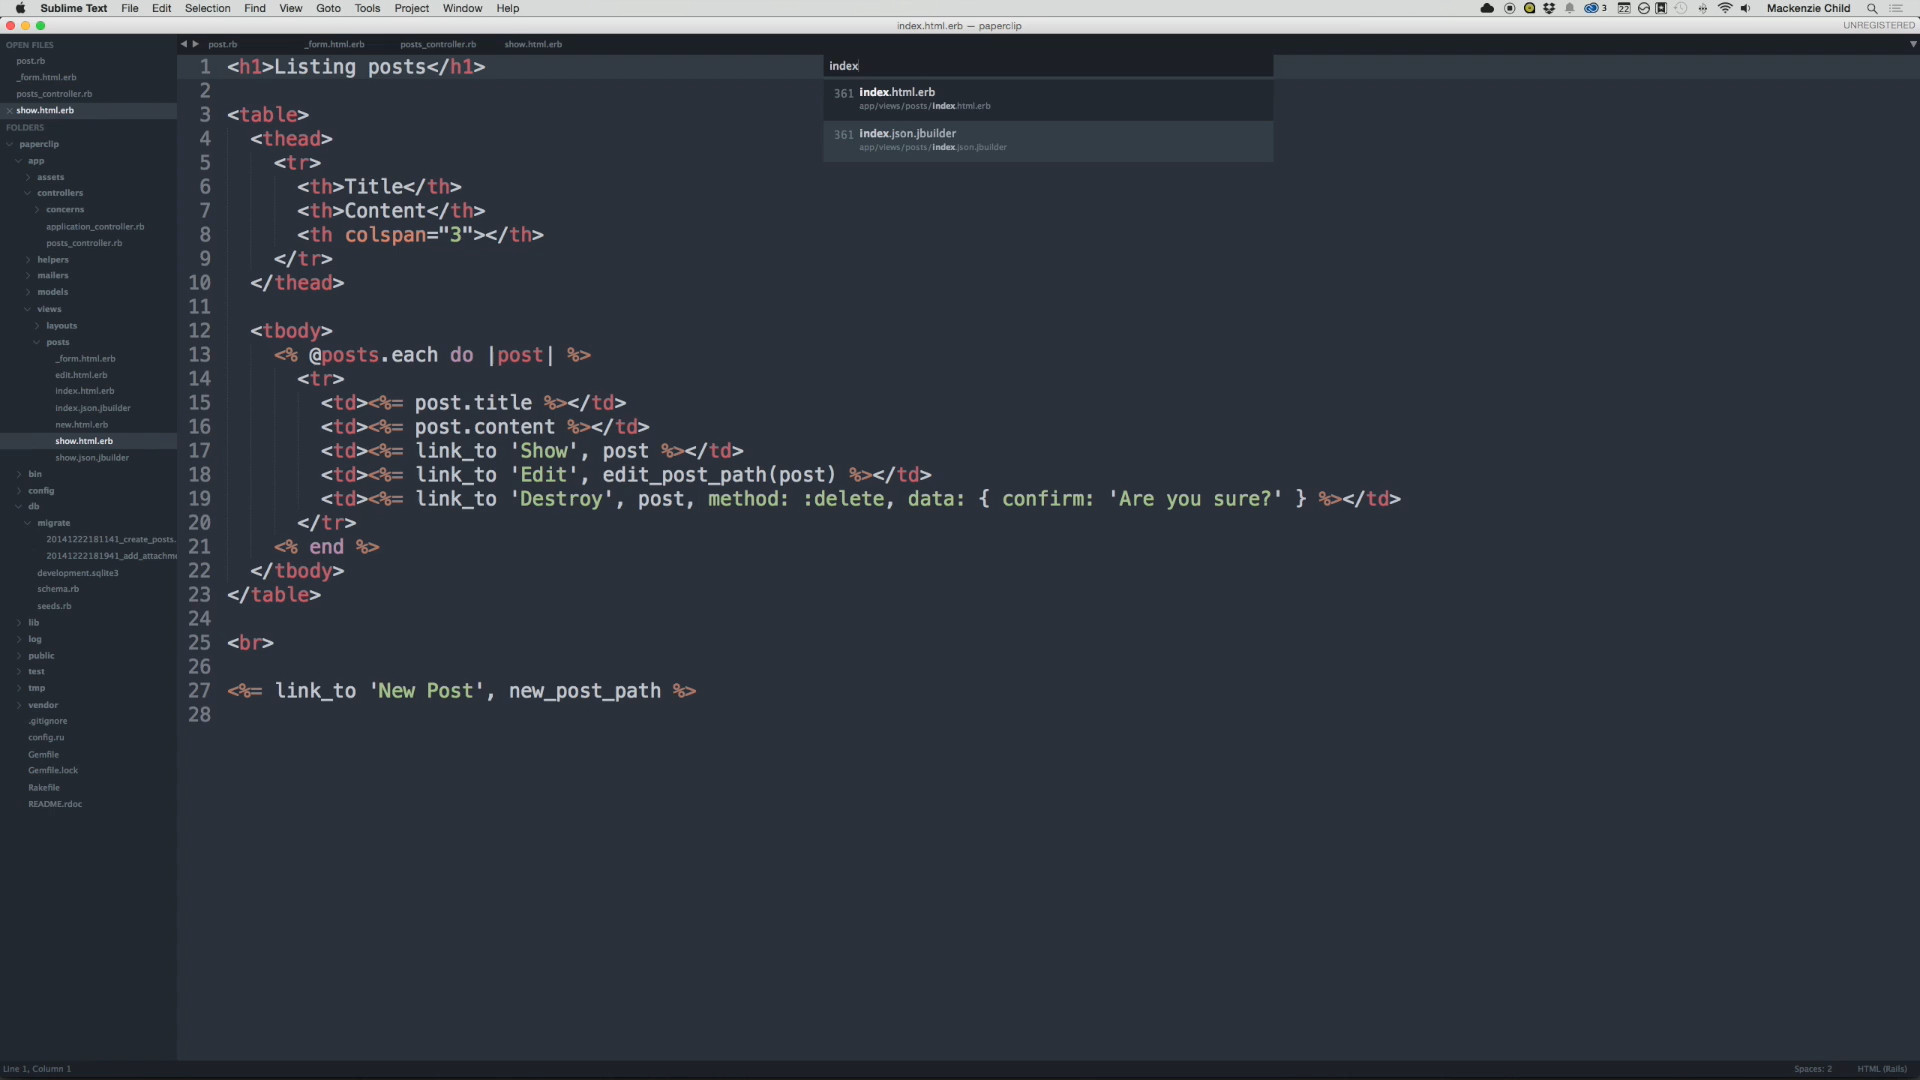 Sublime Text File Edit Selection Find View Goto Tools Project Window Help 3 22 Mackenzie Child
index.html.erb — paperclip UNREGISTERED
OPEN FILES
post.rb
_form.html.erb
posts_controller.rb
show.html.erb
FOLDERS
paperclip
app
assets
controllers
concerns
application_controller.rb
posts_controller.rb
helpers
mailers
models
views
layouts
posts
_form.html.erb
edit.html.erb
index.html.erb
index.json.jbuilder
new.html.erb
show.html.erb
show.json.jbuilder
bin
config
db
migrate
20141222181141_create_posts.
20141222181941_add_attachme
development.sqlite3
schema.rb
seeds.rb
lib
log
public
test
tmp
vendor
.gitignore
config.ru
Gemfile
Gemfile.lock
Rakefile
README.rdoc
post.rb _form.html.erb posts_controller.rb show.html.erb
index
361 index.html.erb
app/views/posts/index.html.erb
361 index.json.jbuilder
app/views/posts/index.json.jbuilder
1 <h1>Listing posts</h1>
2
3 <table>
4 <thead>
5 <tr>
6 <th>Title</th>
7 <th>Content</th>
8 <th colspan="3"></th>
9 </tr>
10 </thead>
11
12 <tbody>
13 <% @posts.each do |post| %>
14 <tr>
15 <td><%= post.title %></td>
16 <td><%= post.content %></td>
17 <td><%= link_to 'Show', post %></td>
18 <td><%= link_to 'Edit', edit_post_path(post) %></td>
19 <td><%= link_to 'Destroy', post, method: :delete, data: { confirm: 'Are you sure?' } %></td>
20 </tr>
21 <% end %>
22 </tbody>
23 </table>
24
25 <br>
26
27 <%= link_to 'New Post', new_post_path %>
28
Line 1, Column 1 Spaces: 2 HTML (Rails)